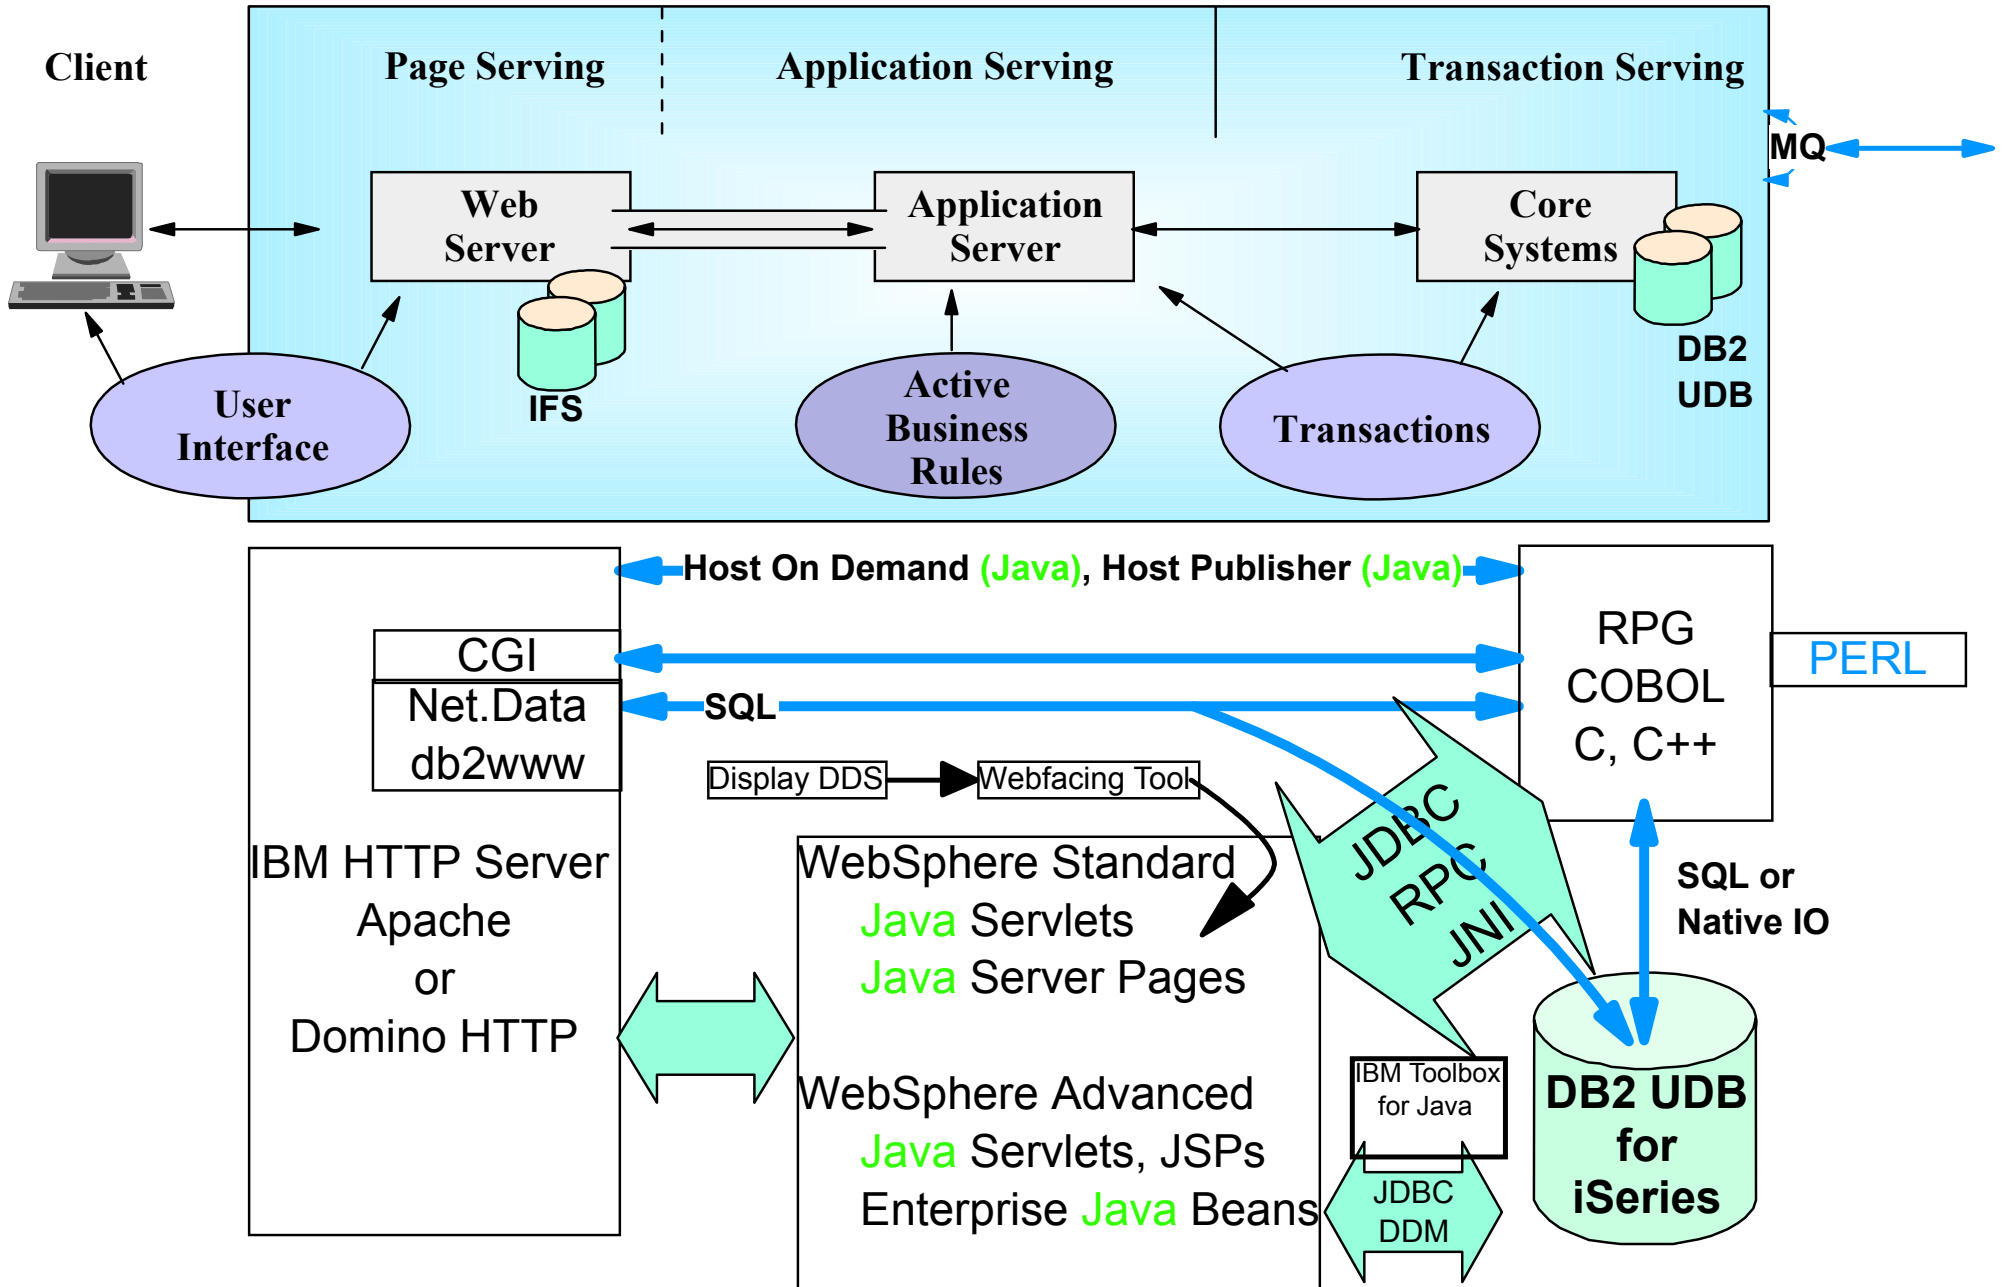 Client
Page Serving
Application Serving
Transaction Serving
MQ
Web
Server
Application
Server
Core
Systems
IFS
DB2
UDB
User
Interface
Active
Business
Rules
Transactions
Host On Demand (Java), Host Publisher (Java)
CGI
Net.Data
db2www
SQL
RPG
COBOL
C, C++
PERL
Display DDS
Webfacing Tool
IBM HTTP Server
Apache
or
Domino HTTP
WebSphere Standard
Java Servlets
Java Server Pages
WebSphere Advanced
Java Servlets, JSPs
Enterprise Java Beans
JDBC
RPC
JNI
SQL or
Native IO
IBM Toolbox
for Java
JDBC
DDM
DB2 UDB
for
iSeries